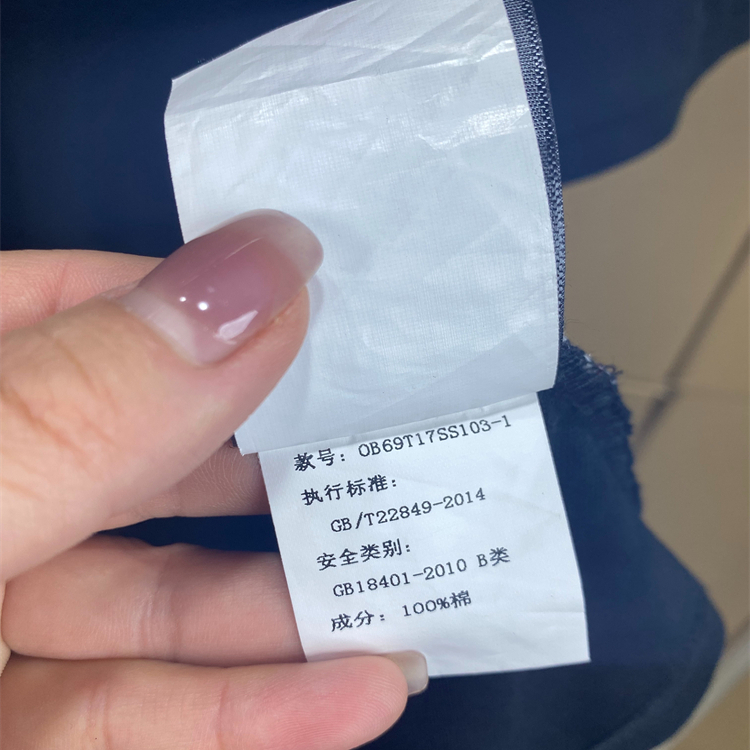 款号：OB69T17SS103-1
执行标准：
GB/T22849-2014
安全类别：
GB18401-2010 B类
成分：100%棉